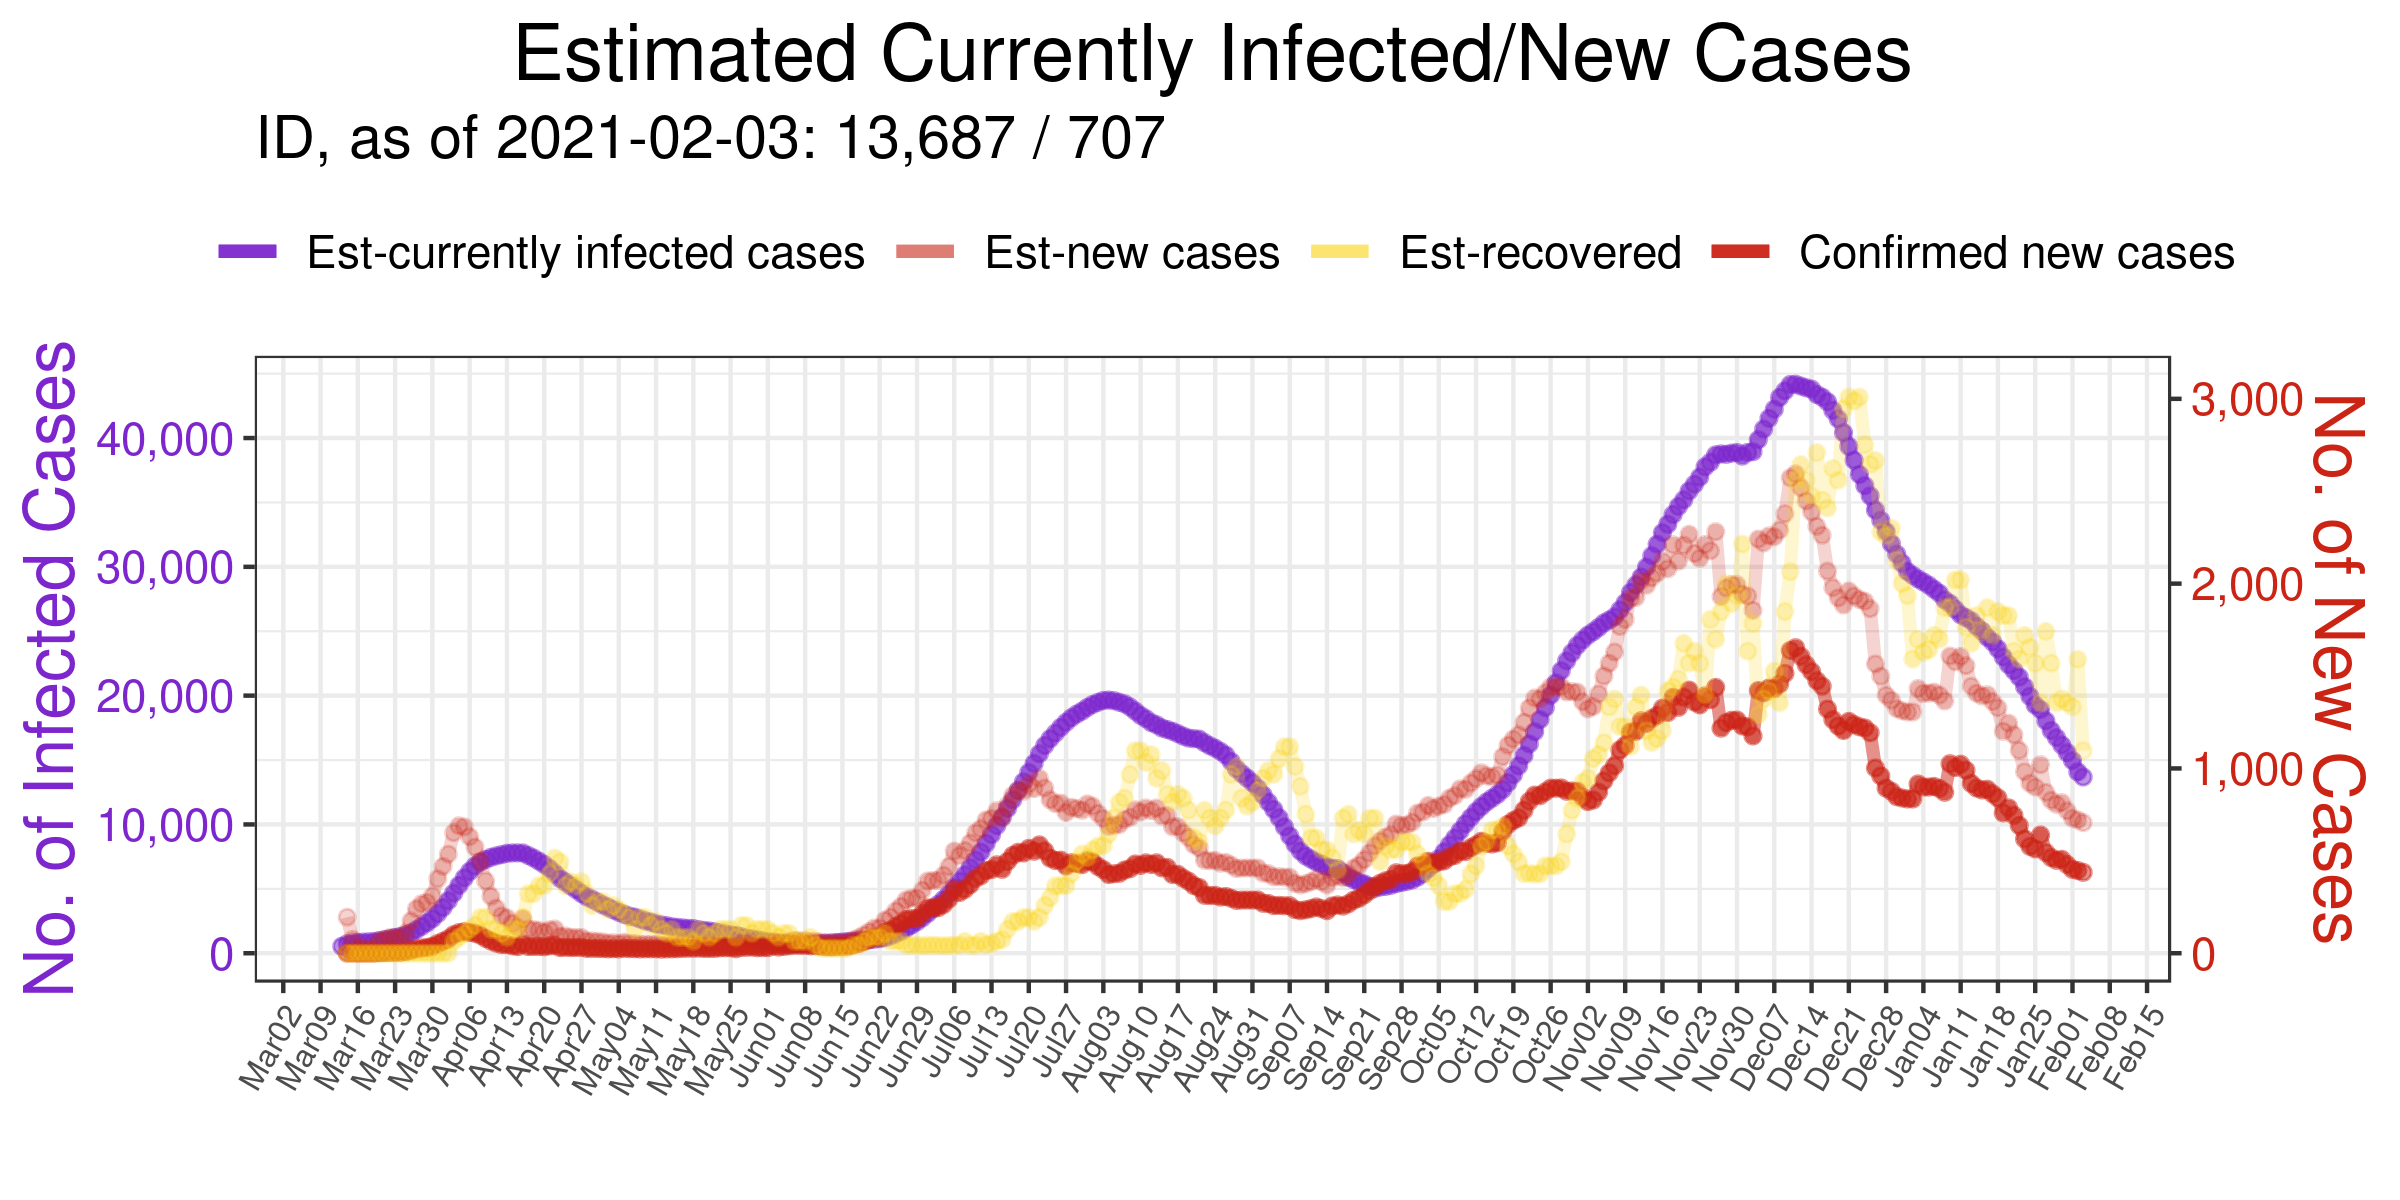 Estimated Currently Infected/New Cases
ID, as of 2021-02-03: 13,687 / 707
Est-currently infected cases Est-new cases Est-recovered Confirmed new cases
No. of Infected Cases
40,000
30,000
20,000
10,000
0
3,000
2,000
1,000
0
No. of New Cases
Mar02 Mar09 Mar16 Mar23 Mar30 Apr06 Apr13 Apr20 Apr27 May04 May11 May18 May25 Jun01 Jun08 Jun15 Jun22 Jun29 Jul06 Jul13 Jul20 Jul27 Aug03 Aug10 Aug17 Aug24 Aug31 Sep07 Sep14 Sep21 Sep28 Oct05 Oct12 Oct19 Oct26 Nov02 Nov09 Nov16 Nov23 Nov30 Dec07 Dec14 Dec21 Dec28 Jan04 Jan11 Jan18 Jan25 Feb01 Feb08 Feb15